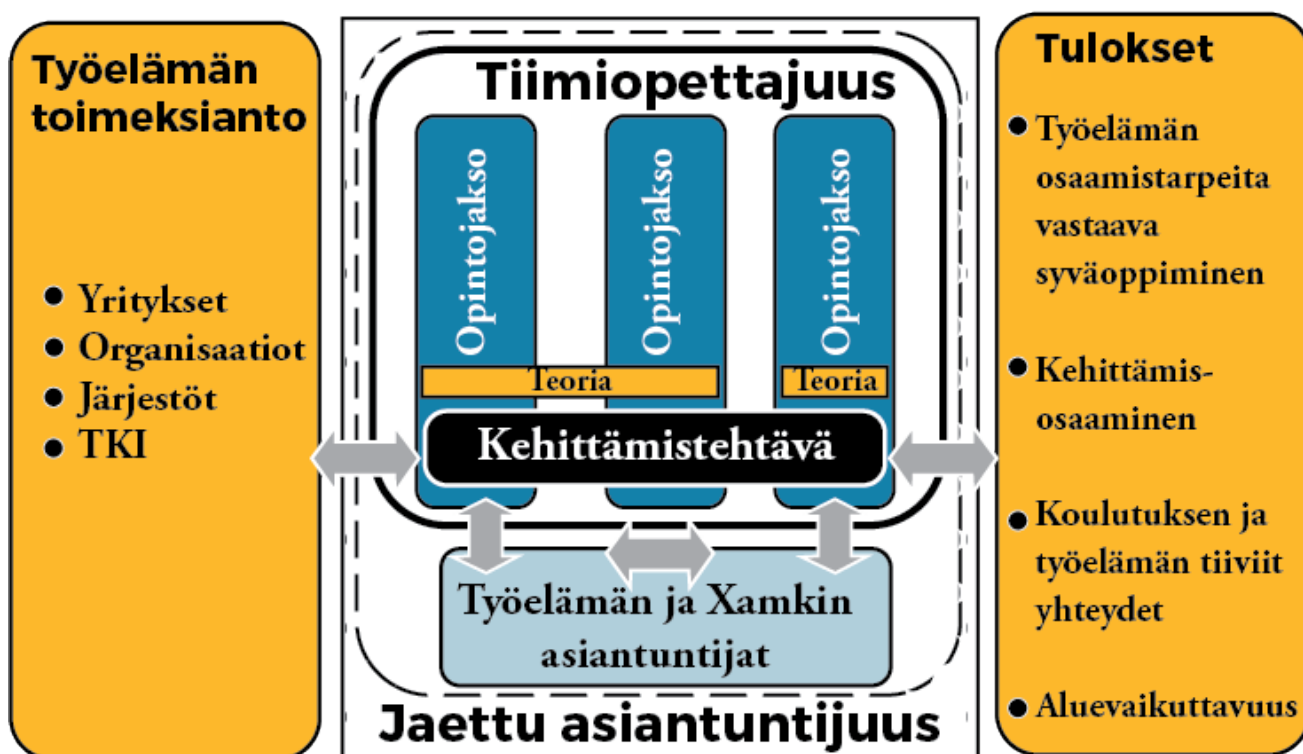 Työelämän
toimeksianto
Yritykset
Organisaatiot
Järjestöt
TKI
Tiimiopettajuus
Opintojakso
Opintojakso
Opintojakso
Teoria
Teoria
Kehittämistehtävä
Työelämän ja Xamkin
asiantuntijat
Jaettu asiantuntijuus
Tulokset
Työelämän
osaamistarpeita
vastaava
syväoppiminen
Kehittämis-
osaaminen
Koulutuksen ja
työelämän tiiviit
yhteydet
Aluevaikuttavuus